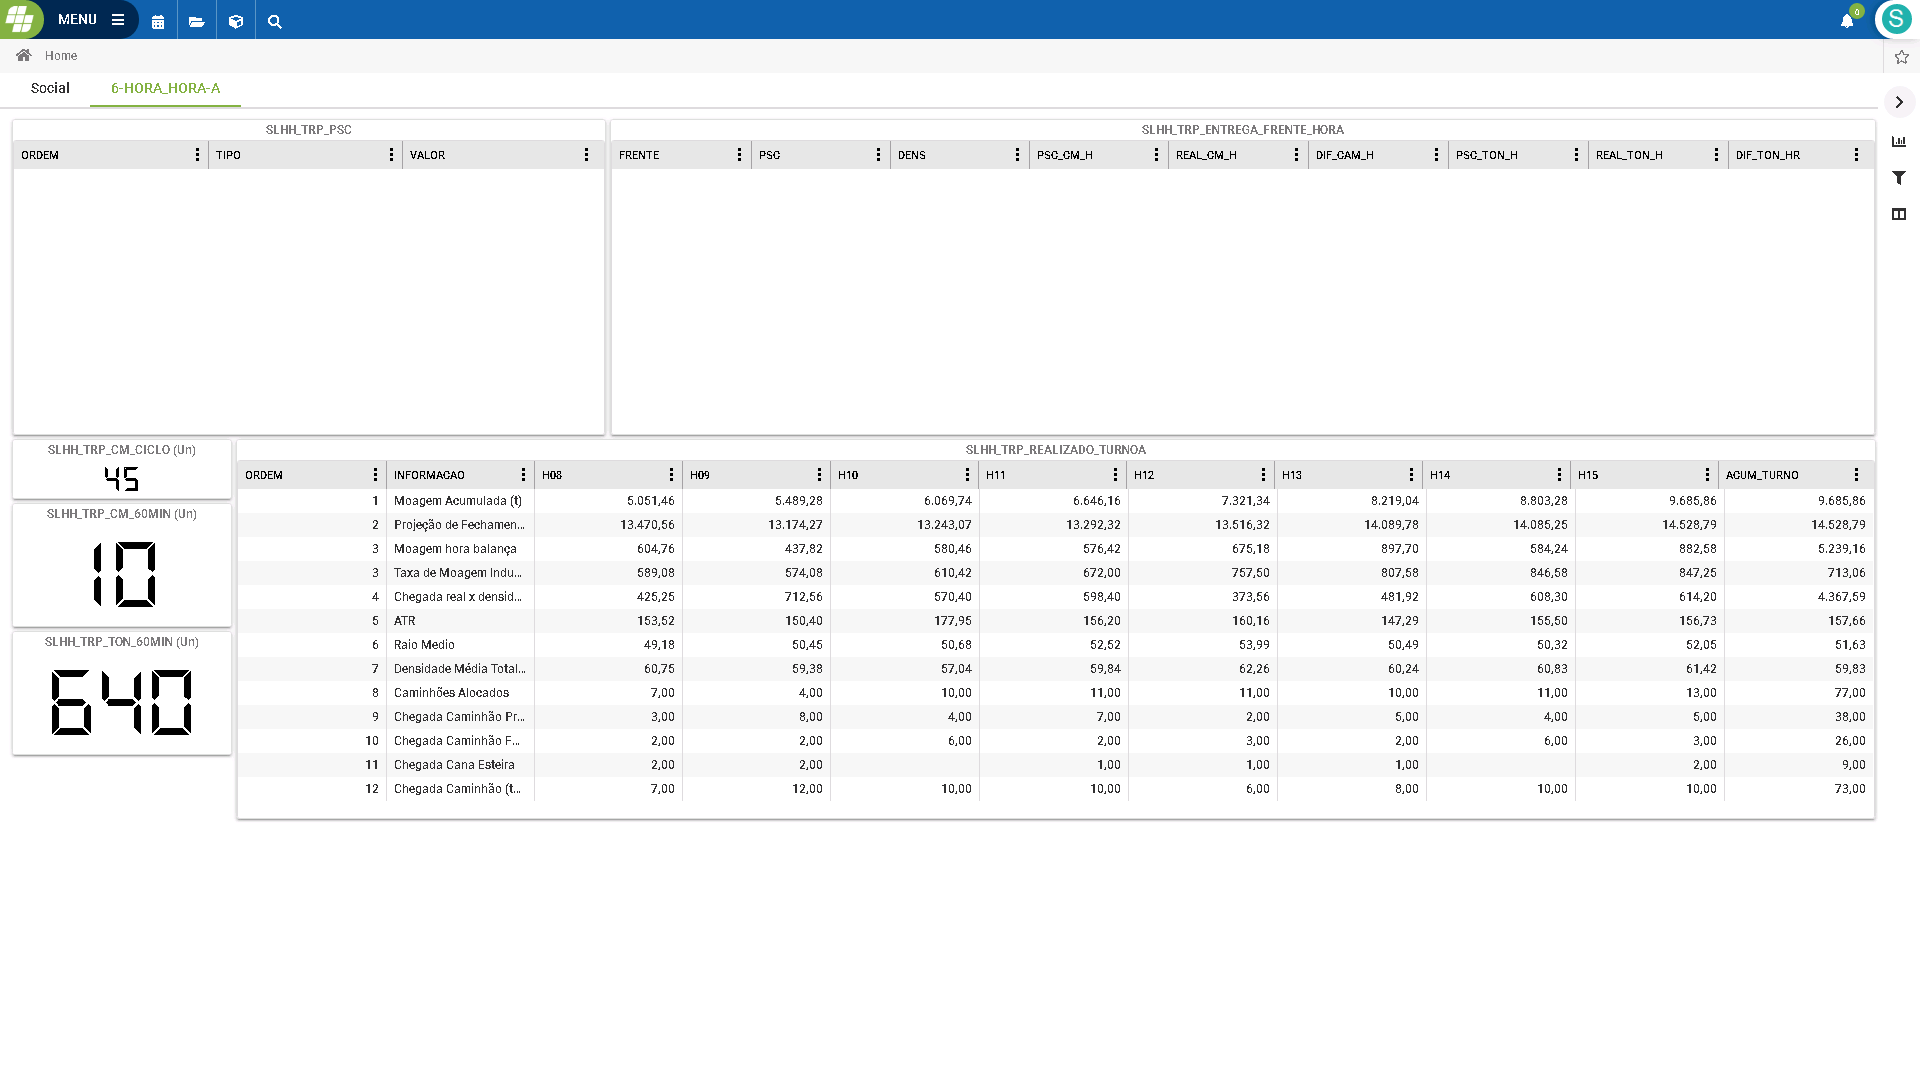 MENU
0
S
Home
Social 6-HORA_HORA-A
SLHH_TRP_PSC
ORDEM TIPO VALOR
SLHH_TRP_ENTREGA_FRENTE_HORA
FRENTE PSC DENS PSC_CM_H REAL_CM_H DIF_CAM_H PSC_TON_H REAL_TON_H DIF_TON_HR
SLHH_TRP_CM_CICLO (Un)
45
SLHH_TRP_CM_60MIN (Un)
10
SLHH_TRP_TON_60MIN (Un)
640
SLHH_TRP_REALIZADO_TURNOA
ORDEM INFORMACAO H08 H09 H10 H11 H12 H13 H14 H15 ACUM_TURNO
1 Moagem Acumulada (t) 5.051,46 5.489,28 6.069,74 6.646,16 7.321,34 8.219,04 8.803,28 9.685,86 9.685,86
2 Projeção de Fechamen... 13.470,56 13.174,27 13.243,07 13.292,32 13.516,32 14.089,78 14.085,25 14.528,79 14.528,79
3 Moagem hora balança 604,76 437,82 580,46 576,42 675,18 897,70 584,24 882,58 5.239,16
3 Taxa de Moagem Indu... 589,08 574,08 610,42 672,00 757,50 807,58 846,58 847,25 713,06
4 Chegada real x densid... 425,25 712,56 570,40 598,40 373,56 481,92 608,30 614,20 4.367,59
5 ATR 153,52 150,40 177,95 156,20 160,16 147,29 155,50 156,73 157,66
6 Raio Medio 49,18 50,45 50,68 52,52 53,99 50,49 50,32 52,05 51,63
7 Densidade Média Total... 60,75 59,38 57,04 59,84 62,26 60,24 60,83 61,42 59,83
8 Caminhões Alocados 7,00 4,00 10,00 11,00 11,00 10,00 11,00 13,00 77,00
9 Chegada Caminhão Pr... 3,00 8,00 4,00 7,00 2,00 5,00 4,00 5,00 38,00
10 Chegada Caminhão F... 2,00 2,00 6,00 2,00 3,00 2,00 6,00 3,00 26,00
11 Chegada Cana Esteira 2,00 2,00 1,00 1,00 1,00 2,00 9,00
12 Chegada Caminhão (t... 7,00 12,00 10,00 10,00 6,00 8,00 10,00 10,00 73,00